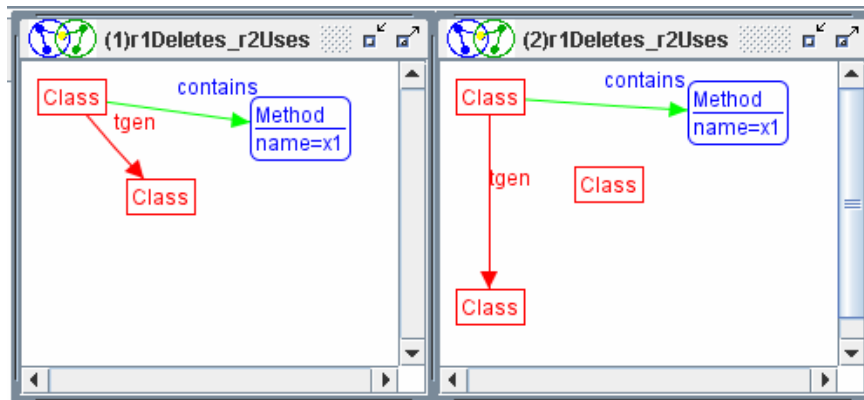 (1)r1Deletes_r2Uses
Class
contains
Method
name=x1
tgen
Class
(2)r1Deletes_r2Uses
Class
contains
Method
name=x1
tgen
Class
Class